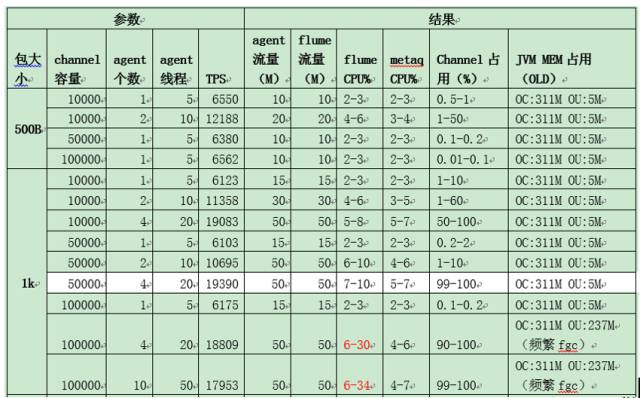 参数 结果
包大小 channel 容量 agent 个数 agent 线程 TPS agent 流量 (M) flume 流量 (M) flume CPU% metaq CPU% Channel 占用 (%) JVM MEM 占用 (OLD)
500B 10000 1 5 6550 10 10 2-3 2-3 0.5-1 OC:311M OU:5M
10000 2 10 12188 20 20 4-6 3-4 1-50 OC:311M OU:5M
50000 1 5 6380 10 10 2-3 2-3 0.1-0.2 OC:311M OU:5M
100000 1 5 6562 10 10 2-3 2-3 0.01-0.1 OC:311M OU:5M
1k 10000 1 5 6123 15 15 2-3 2-3 1-10 OC:311M OU:5M
10000 2 10 11358 30 30 4-6 3-5 1-60 OC:311M OU:5M
10000 4 20 19083 50 50 5-8 5-7 50-100 OC:311M OU:5M
50000 1 5 6103 15 15 2-3 2-3 0.2-2 OC:311M OU:5M
50000 2 10 10695 50 50 6-10 4-6 1-10 OC:311M OU:5M
50000 4 20 19390 50 50 7-10 5-7 99-100 OC:311M OU:5M
100000 1 5 6175 15 15 2-3 2-3 0.1-0.2 OC:311M OU:5M
100000 4 20 18809 50 50 6-30 4-6 90-100 OC:311M OU:237M (频繁 fgc)
100000 10 50 17953 50 50 6-34 4-7 99-100 OC:311M OU:237M (频繁 fgc)